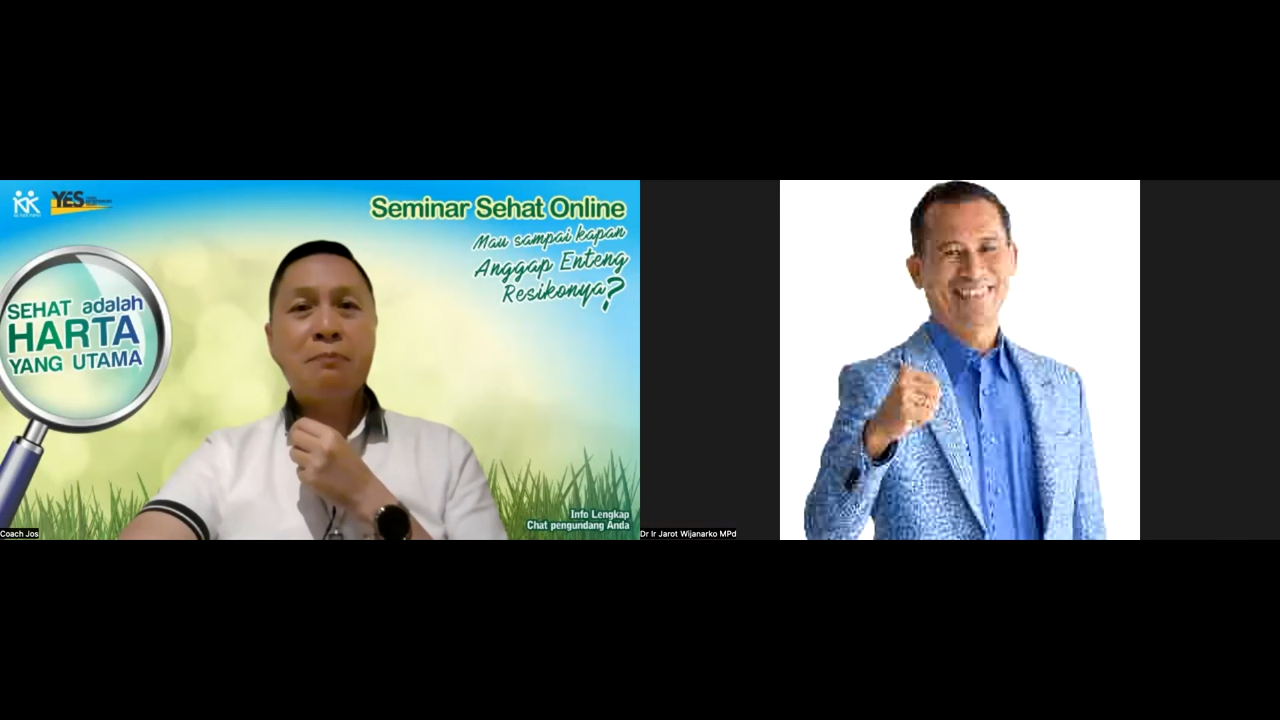 YES
Seminar Sehat Online
Mau sampai kapan
Anggap Enteng
Resikonya?
SEHAT adalah
HARTA
YANG UTAMA
Info Lengkap
Chat pengundang Anda
Coach Jos
Dr Ir Jarot Wijanarko MPd